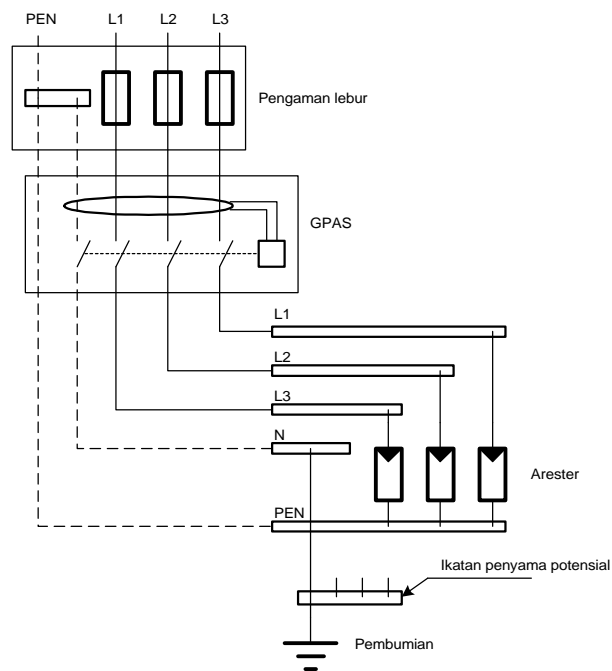 PEN L1 L2 L3
Pengaman lebur
GPAS
L1
L2
L3
N
Arester
PEN
Ikatan penyama potensial
Pembumian